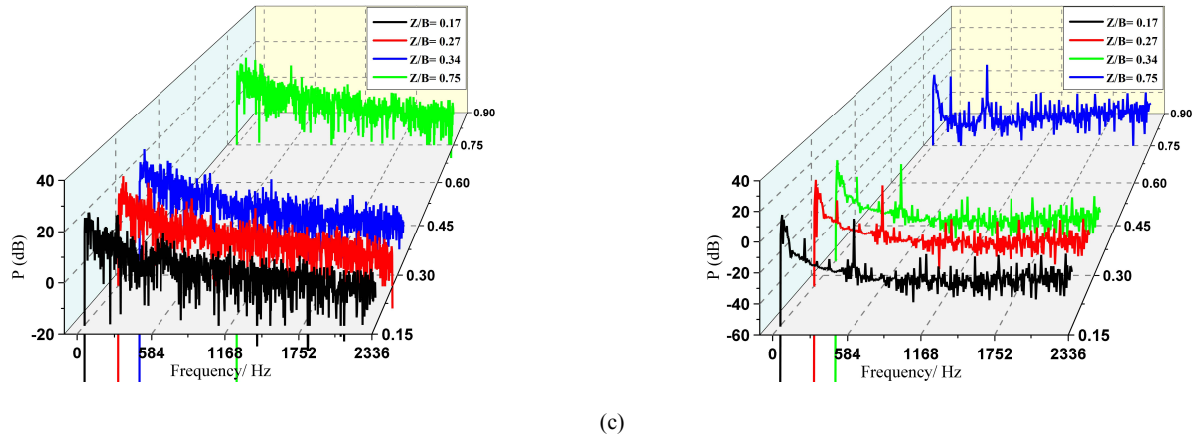 Z/B= 0.17
Z/B= 0.27
Z/B= 0.34
Z/B= 0.75
40
20
0
-20
P (dB)
0
584
1168
1752
2336
Frequency/ Hz
0.15
0.30
0.45
0.60
0.75
0.90
Z/B= 0.17
Z/B= 0.27
Z/B= 0.34
Z/B= 0.75
40
20
0
-20
-40
-60
P (dB)
0
584
1168
1752
2336
Frequency/ Hz
0.15
0.30
0.45
0.60
0.75
0.90
(c)